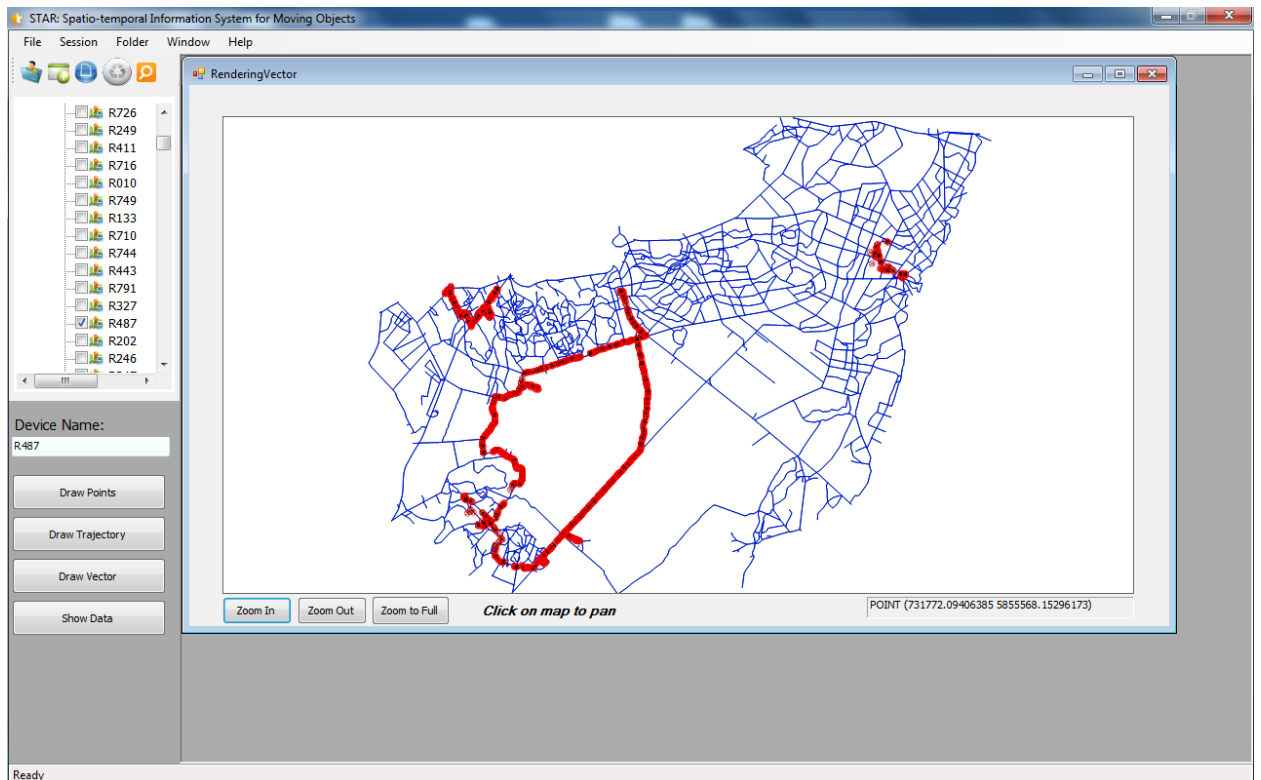 STAR: Spatio-temporal Information System for Moving Objects
File Session Folder Window Help
RenderingVector
R726
R249
R411
R716
R010
R749
R133
R710
R744
R443
R791
R327
R487
R202
R246
Device Name:
R487
Draw Points
Draw Trajectory
Draw Vector
Show Data
Zoom In Zoom Out Zoom to Full Click on map to pan POINT (731772.09406385 5855568.15296173)
Ready